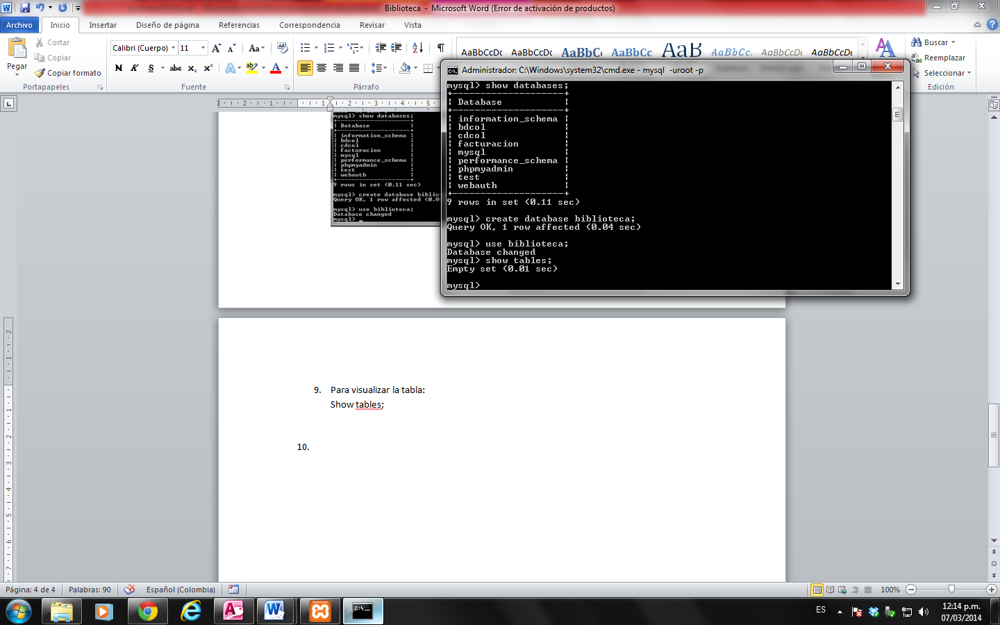 Biblioteca - Microsoft Word (Error de activación de productos)
Archivo Inicio Insertar Diseño de página Referencias Correspondencia Revisar Vista
Pegar
Cortar
Copiar
Copiar formato
Portapapeles
Calibri (Cuerpo) 11
N K S abc x₂ x²
Fuente
Párrafo
AaBbCcDc AaBbCcDc AaBbCc AaBbCc AaB AaBbCc. AaBbCcDc AaBbCcDc
Buscar
Reemplazar
Seleccionar
Edición
Administrador: C:\Windows\system32\cmd.exe - mysql -uroot -p
mysql> show databases;
Database
information_schema
bdcol
cdcol
facturacion
mysql
performance_schema
phpmyadmin
test
webauth
9 rows in set (0.11 sec)
mysql> create database biblioteca;
Query OK, 1 row affected (0.04 sec)
mysql> use biblioteca;
Database changed
mysql> show tables;
Empty set (0.01 sec)
mysql>
mysql> show databases;
Database
information_schema
bdcol
cdcol
facturacion
mysql
performance_schema
phpmyadmin
test
webauth
9 rows in set (0.11 sec)
mysql> create database biblio
Query OK, 1 row affected (0.0
mysql> use biblioteca;
Database changed
mysql> _
9. Para visualizar la tabla:
Show tables;
10.
Página: 4 de 4 Palabras: 90 Español (Colombia) 100%
ES
12:14 p.m.
07/03/2014